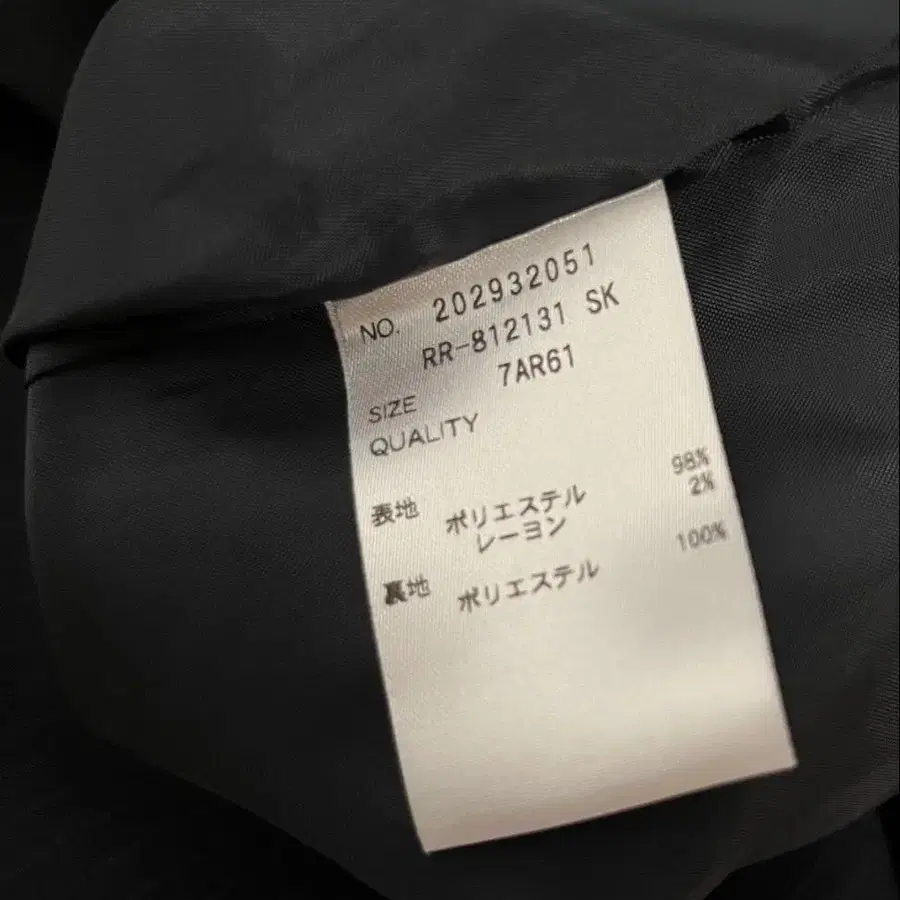 NO. 202932051
RR-812131 SK
7AR61
SIZE
QUALITY
表地 ポリエステル 98%
レーヨン 2%
裏地 ポリエステル 100%